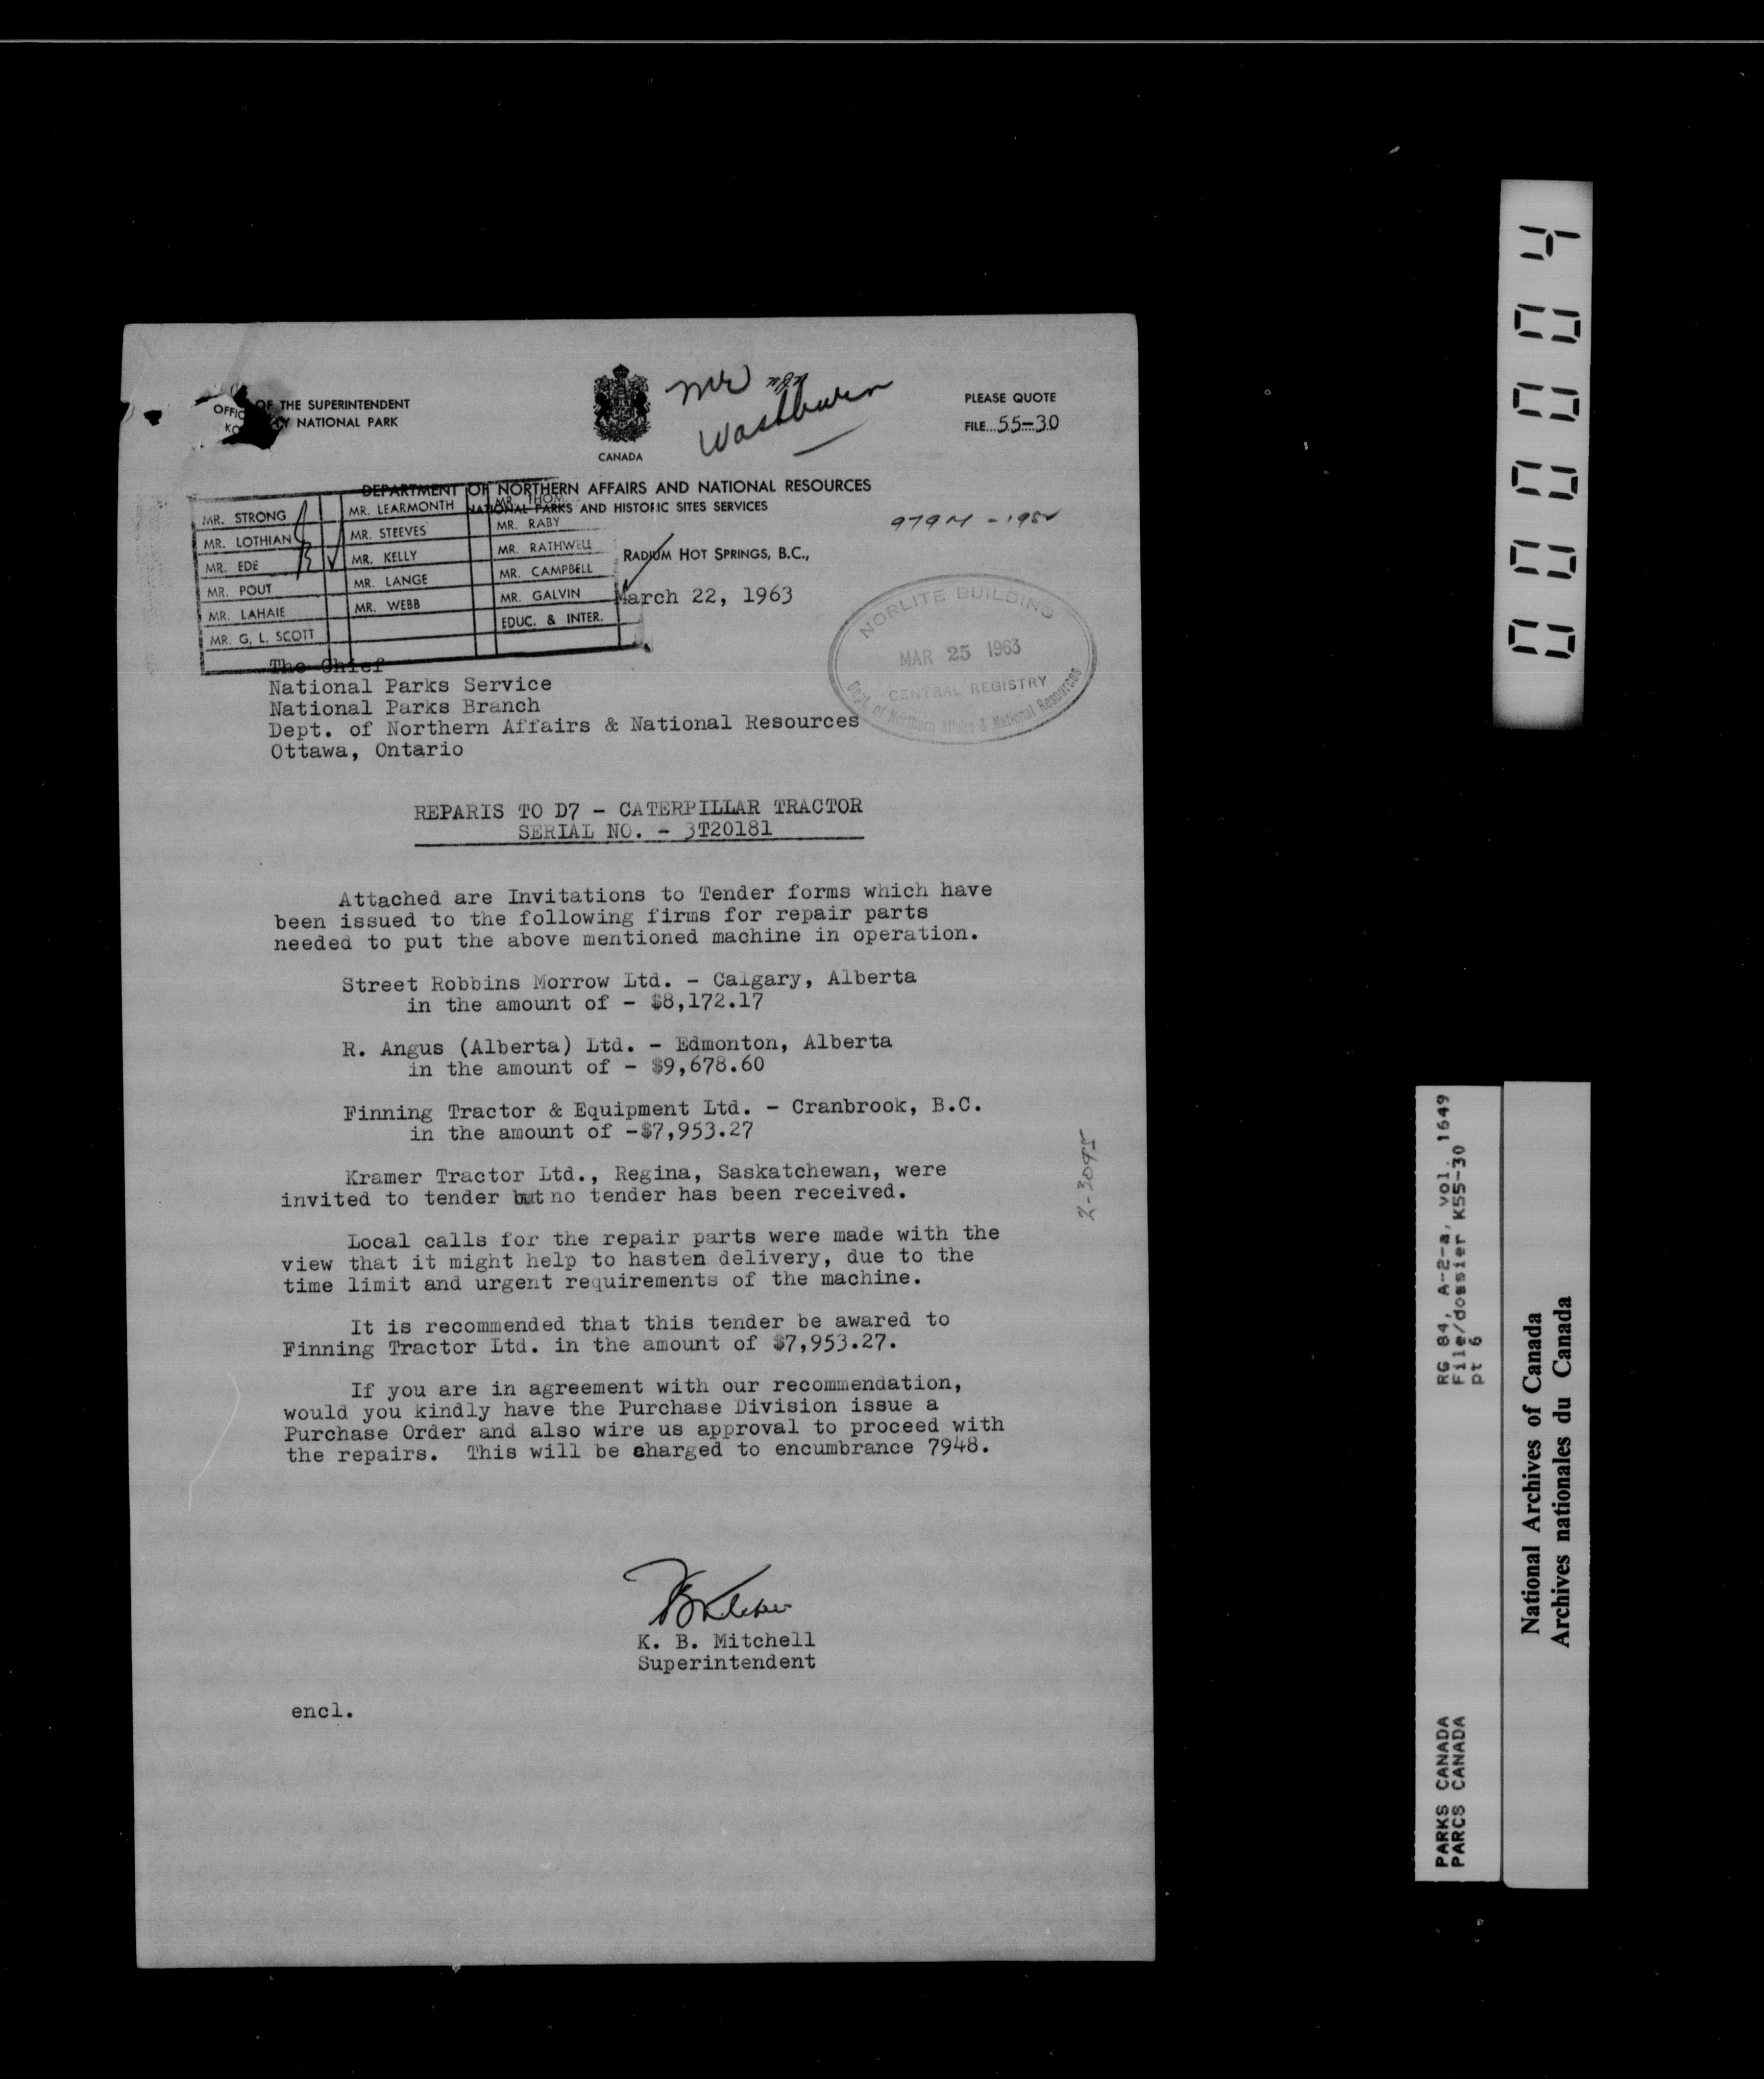 OFFIC OF THE SUPERINTENDENT
KO Y NATIONAL PARK
CANADA
Mr
Washburn
PLEASE QUOTE
FILE...55-30
DEPARTMENT OF NORTHERN AFFAIRS AND NATIONAL RESOURCES
NATIONAL PARKS AND HISTORIC SITES SERVICES
MR. STRONG
MR. LOTHIAN
MR. EDE
MR. POUT
MR. LAHAIE
MR. G. L. SCOTT
MR. LEARMONTH
MR. STEEVES
MR. KELLY
MR. LANGE
MR. WEBB
MR. THOM
MR. RABY
MR. RATHWELL
MR. CAMPBELL
MR. GALVIN
EDUC. & INTER.
RADIUM HOT SPRINGS, B.C.,
March 22, 1963
NORLITE BUILDING
MAR 25 1963
CENTRAL REGISTRY
Dept. of Northern Affairs & National Resources
The Chief
National Parks Service
National Parks Branch
Dept. of Northern Affairs & National Resources
Ottawa, Ontario
REPARIS TO D7 - CATERPILLAR TRACTOR
SERIAL NO. - 3T20181
Attached are Invitations to Tender forms which have
been issued to the following firms for repair parts
needed to put the above mentioned machine in operation.
Street Robbins Morrow Ltd. - Calgary, Alberta
in the amount of - $8,172.17
R. Angus (Alberta) Ltd. - Edmonton, Alberta
in the amount of - $9,678.60
Finning Tractor & Equipment Ltd. - Cranbrook, B.C.
in the amount of -$7,953.27
Kramer Tractor Ltd., Regina, Saskatchewan, were
invited to tender but no tender has been received.
Local calls for the repair parts were made with the
view that it might help to hasten delivery, due to the
time limit and urgent requirements of the machine.
It is recommended that this tender be awared to
Finning Tractor Ltd. in the amount of $7,953.27.
If you are in agreement with our recommendation,
would you kindly have the Purchase Division issue a
Purchase Order and also wire us approval to proceed with
the repairs.  This will be charged to encumbrance 7948.
K. B. Mitchell
Superintendent
encl.
2-3095
00004
RG 84, A-2-a, vol. 1649
File/dossier K55-30
pt 6
PARKS CANADA
PARCS CANADA
National Archives of Canada
Archives nationales du Canada